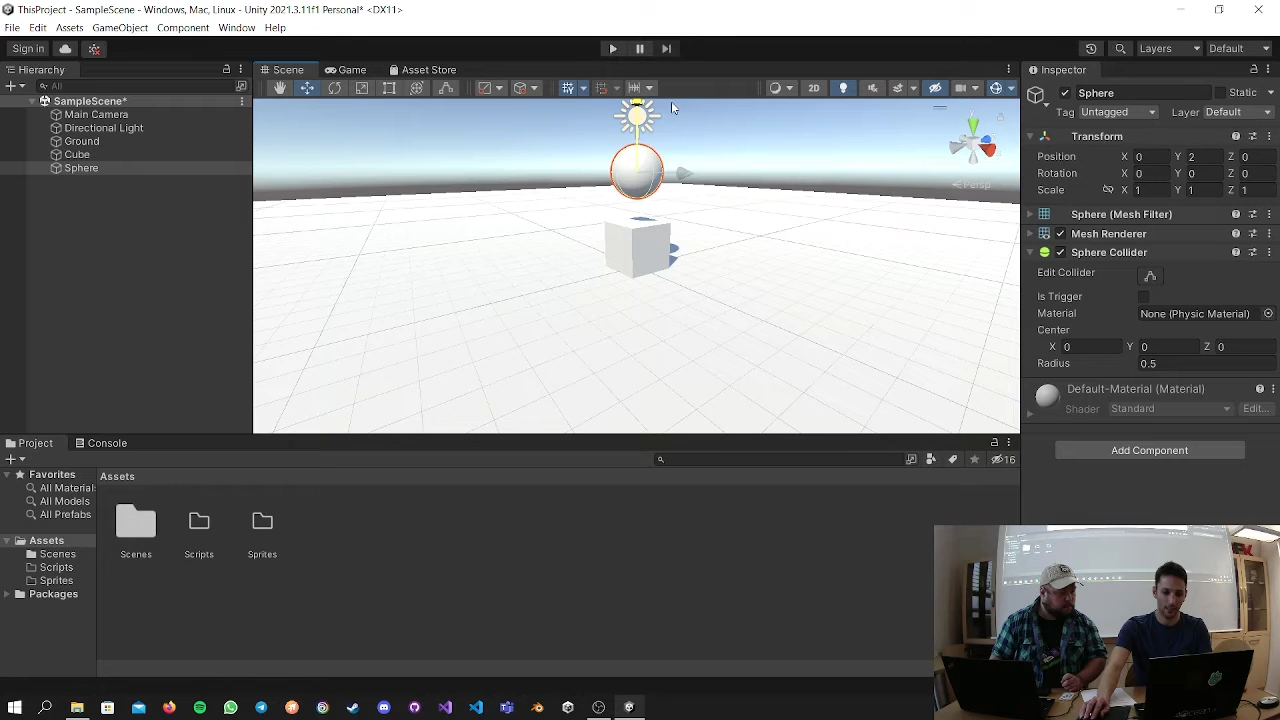 ThisProject - SampleScene - Windows, Mac, Linux - Unity 2021.3.11f1 Personal* <DX11>
File Edit Assets GameObject Component Window Help
Sign in
Layers Default
Hierarchy
Scene Game Asset Store
Inspector
All
2D
Sphere Static
SampleScene*
Tag Untagged Layer Default
Main Camera
Directional Light
Ground
Cube
Sphere
Persp
Transform
Position X 0 Y 2 Z 0
Rotation X 0 Y 0 Z 0
Scale X 1 Y 1 Z 1
Sphere (Mesh Filter)
Mesh Renderer
Sphere Collider
Edit Collider
Is Trigger
Material None (Physic Material)
Center
X 0 Y 0 Z 0
Radius 0.5
Default-Material (Material)
Shader Standard Edit...
Add Component
Project Console
16
Favorites
All Material
All Models
All Prefabs
Assets
Scenes
Scripts
Sprites
Packages
Assets
Scenes Scripts Sprites